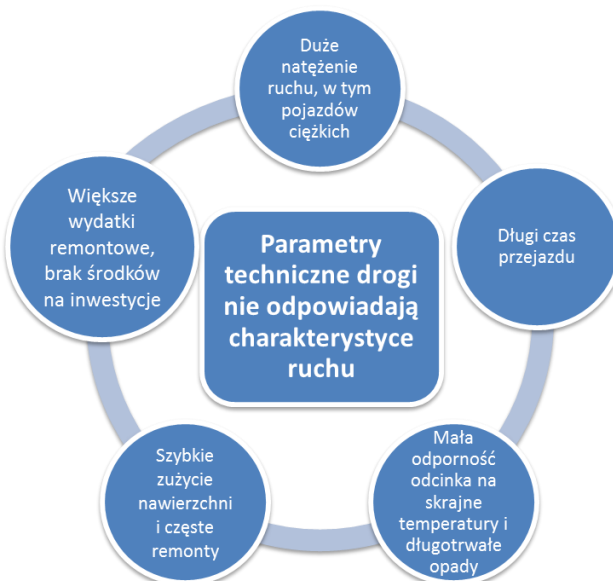 Duże
natężenie
ruchu, w tym
pojazdów
ciężkich
Długi czas
przejazdu
Mała
odporność
odcinka na
skrajne
temperatury i
długotrwałe
opady
Szybkie
zużycie
nawierzchni
i częste
remonty
Większe
wydatki
remontowe,
brak środków
na inwestycje
Parametry
techniczne drogi
nie odpowiadają
charakterystyce
ruchu